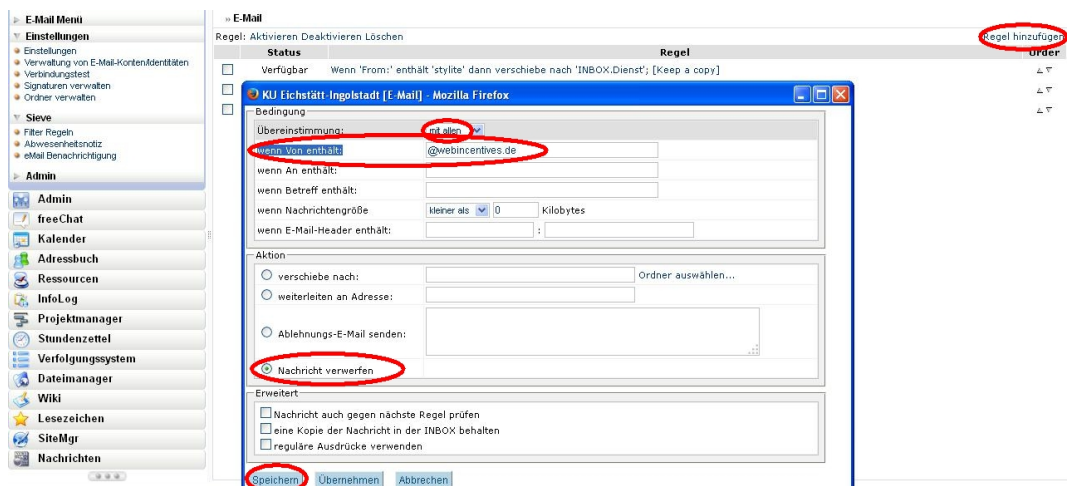 E-Mail Menü
Einstellungen
Einstellungen
Verwaltung von E-Mail-Konten/Identitäten
Verbindungstest
Signaturen verwalten
Ordner verwalten
Sieve
Filter Regeln
Abwesenheitsnotiz
eMail Benachrichtigung
Admin
Admin
freeChat
Kalender
Adressbuch
Ressourcen
InfoLog
Projektmanager
Stundenzettel
Verfolgungssystem
Dateimanager
Wiki
Lesezeichen
SiteMgr
Nachrichten
» E-Mail
Regel: Aktivieren Deaktivieren Löschen Regel hinzufügen
Status Regel Order
Verfügbar Wenn 'From:' enthält 'stylite' dann verschiebe nach 'INBOX.Dienst'; [Keep a copy]
KU Eichstätt-Ingolstadt [E-Mail] - Mozilla Firefox
Bedingung
Übereinstimmung: mit allen
wenn Von enthält: @webincentives.de
wenn An enthält:
wenn Betreff enthält:
wenn Nachrichtengröße kleiner als 0 Kilobytes
wenn E-Mail-Header enthält: :
Aktion
verschiebe nach: Ordner auswählen...
weiterleiten an Adresse:
Ablehnungs-E-Mail senden:
Nachricht verwerfen
Erweitert
Nachricht auch gegen nächste Regel prüfen
eine Kopie der Nachricht in der INBOX behalten
reguläre Ausdrücke verwenden
Speichern Übernehmen Abbrechen